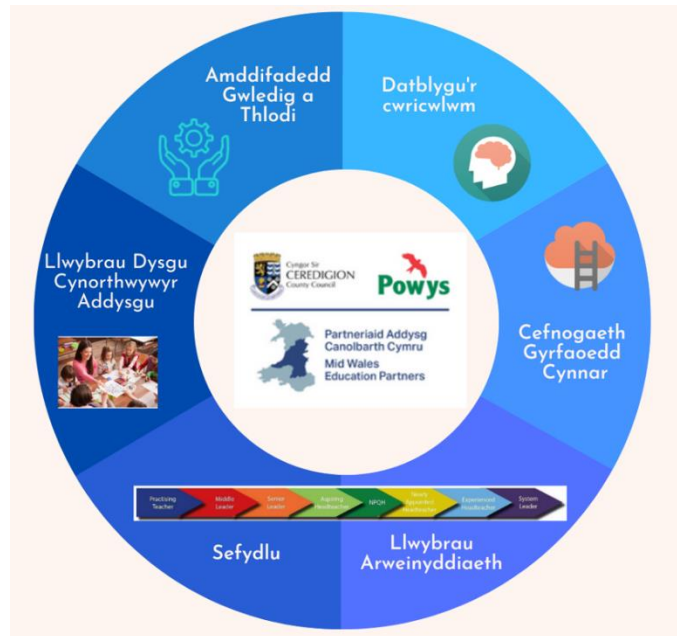 Amddifadedd
Gwledig a
Thlodi
Datblygu'r
cwricwlwm
Llwybrau Dysgu
Cynorthwywyr
Addysgu
Cyngor Sir
CEREDIGION
County Council
Powys
Partneriaid Addysg
Canolbarth Cymru
Mid Wales
Education Partners
Cefnogaeth
Gyrfaoedd
Cynnar
Practising
Teacher
Middle
Leader
Senior
Leader
Aspiring
Headteacher
NPQH
Newly
Appointed
Headteacher
Experienced
Headteacher
System
Leader
Sefydlu
Llwybrau
Arweinyddiaeth